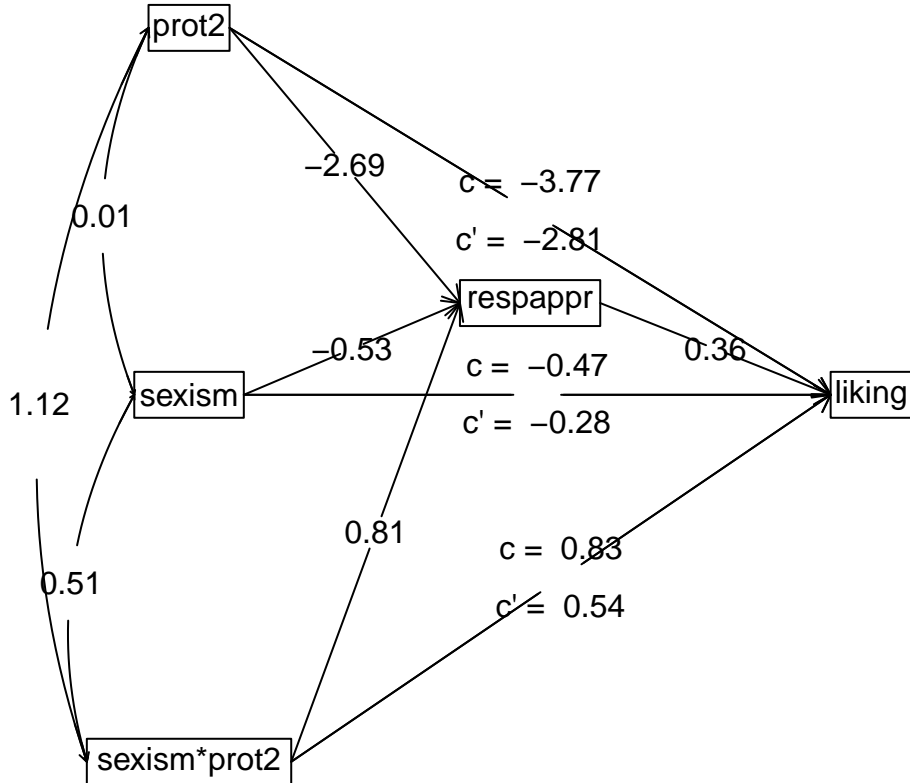 prot2
−2.69
c = −3.77
0.01
c' = −2.81
respappr
−0.53
0.36
c = −0.47
1.12
sexism
liking
c' = −0.28
0.81
c = 0.83
0.51
c' = 0.54
sexism*prot2